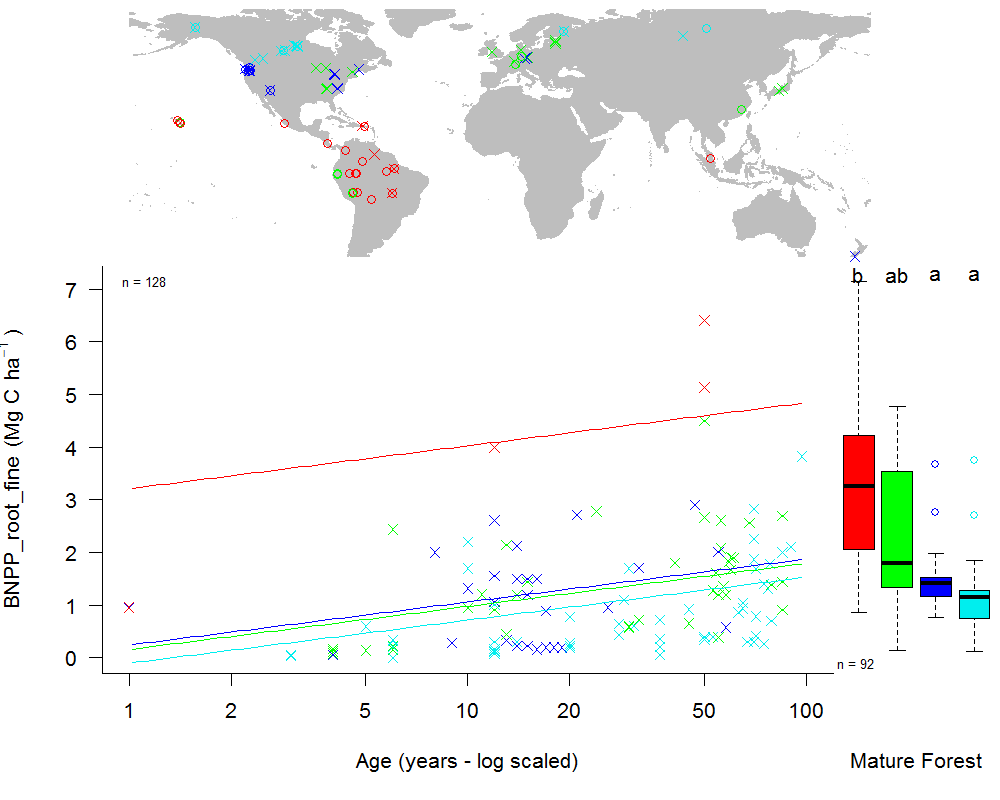 b ab a a
n = 128
7
6
5
4
3
2
1
0
BNPP_root_fine (Mg C ha⁻¹)
n = 92
1 2 5 10 20 50 100
Age (years - log scaled) Mature Forest